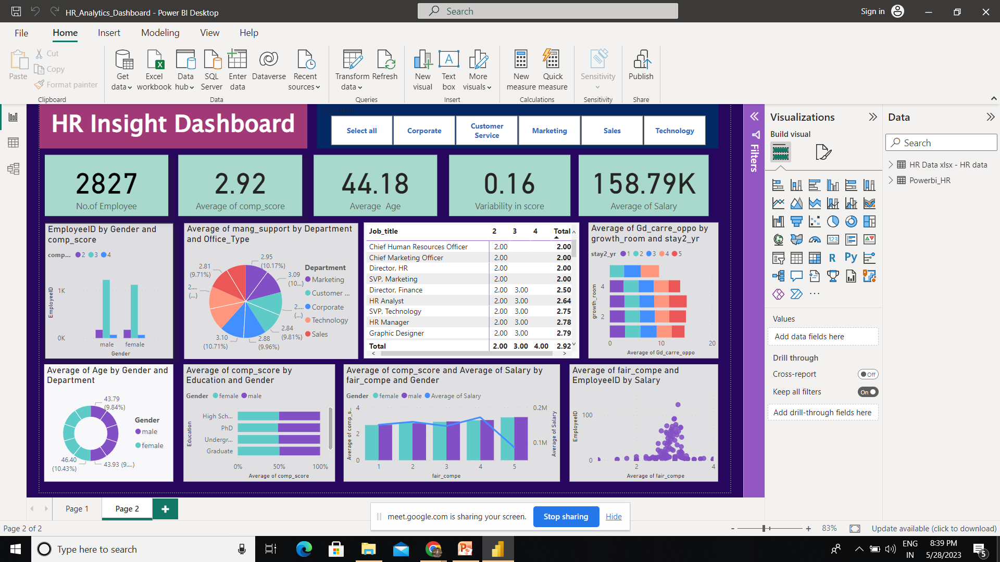 HR_Analytics_Dashboard - Power BI Desktop
Search
Sign in
File Home Insert Modeling View Help
Paste
Cut
Copy
Format painter
Clipboard
Get data
Excel workbook
Data hub
SQL Server
Enter data
Dataverse
Recent sources
Data
Transform data
Refresh
Queries
New visual
Text box
More visuals
Insert
New measure
Quick measure
Calculations
Sensitivity
Sensitivity
Publish
Share
HR Insight Dashboard
Select all
Corporate
Customer Service
Marketing
Sales
Technology
2827
No.of Employee
2.92
Average of comp_score
44.18
Average Age
0.16
Variability in score
158.79K
Average of Salary
EmployeeID by Gender and
comp_score
comp... 2 3 4
EmployeeID
1K
0K
male female
Gender
Average of mang_support by Department
and Office_Type
2.95
(10.17%)
3.09
(10...)
2....
(...)
2.84
(9.81%)
2.88
(9.96%)
3.10
(10.71%)
2....
(...)
2.81
(9.71%)
Department
Marketing
Customer ...
Corporate
Technology
Sales
Job_title 2 3 4 Total
Chief Human Resources Officer 2.00 2.00
Chief Marketing Officer 2.00 2.00
Director, HR 2.00 2.00
SVP, Marketing 2.00 2.00
Director, Finance 2.00 3.00 2.50
HR Analyst 2.00 3.00 2.64
SVP, Technology 2.00 3.00 2.75
HR Manager 2.00 3.00 2.78
Graphic Designer 2.00 3.00 2.79
Total 2.00 3.00 4.00 2.92
Average of Gd_carre_oppo by
growth_room and stay2_yr
stay2_yr 1 2 3 4 5
growth_room
4
2
0 10 20
Average of Gd_carre_oppo
Average of Age by Gender and
Department
43.79
(9.84%)
46.40
(10.43%)
43.93 (9....)
Gender
male
female
Average of comp_score by
Education and Gender
Gender female male
Education
High Sch...
PhD
Undergr...
Graduate
0% 50% 100%
Average of comp_score
Average of comp_score and Average of Salary by
fair_compe and Gender
Gender female male Average of Salary
Average of comp_s...
4
2
0
0.2M
0.1M
Average of Salary
1 2 3 4 5
fair_compe
Average of fair_compe and
EmployeeID by Salary
EmployeeID
100
0
2 4
Average of fair_compe
Filters
Visualizations
Build visual
Values
Add data fields here
Drill through
Cross-report Off
Keep all filters On
Add drill-through fields here
Data
Search
HR Data xlsx - HR data
Powerbi_HR
Page 1
Page 2
meet.google.com is sharing your screen.
Stop sharing
Hide
Page 2 of 2
- + 83%
Update available (click to download)
Type here to search
ENG
IN
8:39 PM
5/28/2023
5